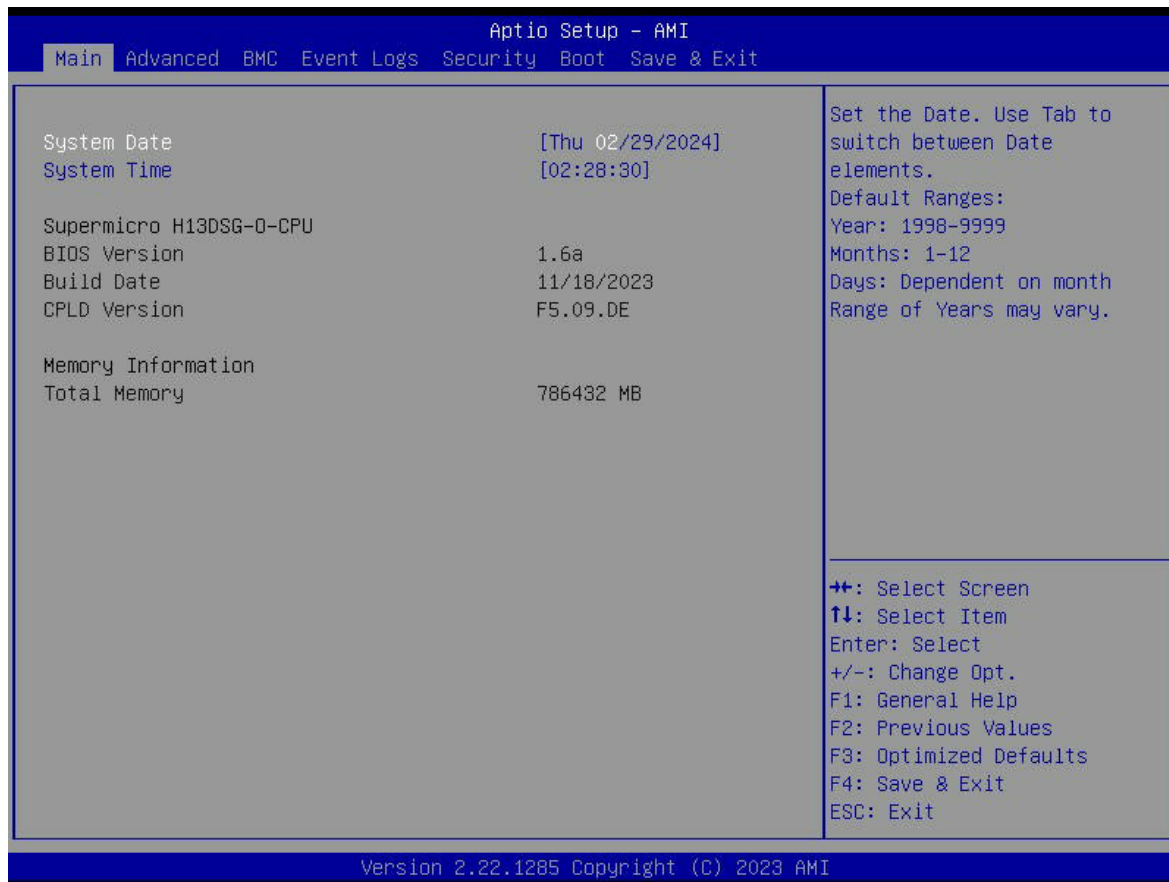 Aptio Setup – AMI
Main Advanced BMC Event Logs Security Boot Save & Exit
System Date [Thu 02/29/2024]
System Time [02:28:30]
Supermicro H13DSG-O-CPU
BIOS Version 1.6a
Build Date 11/18/2023
CPLD Version F5.09.DE
Memory Information
Total Memory 786432 MB
Set the Date. Use Tab to
switch between Date
elements.
Default Ranges:
Year: 1998-9999
Months: 1-12
Days: Dependent on month
Range of Years may vary.
→←: Select Screen
↑↓: Select Item
Enter: Select
+/-: Change Opt.
F1: General Help
F2: Previous Values
F3: Optimized Defaults
F4: Save & Exit
ESC: Exit
Version 2.22.1285 Copyright (C) 2023 AMI